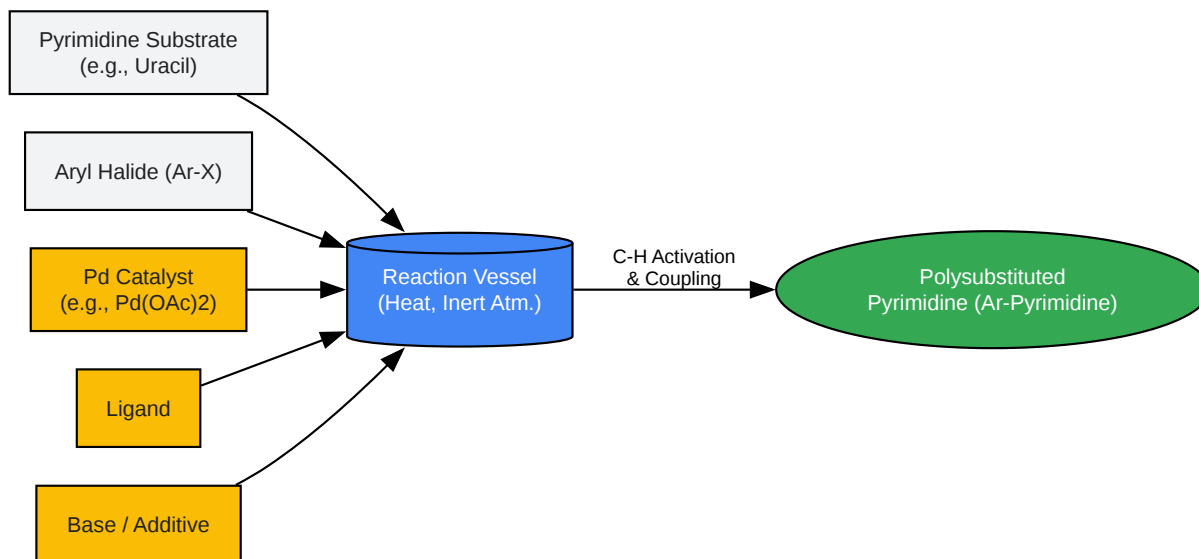 Pyrimidine Substrate
(e.g., Uracil)
Aryl Halide (Ar-X)
Pd Catalyst
(e.g., Pd(OAc)2)
Ligand
Base / Additive
Reaction Vessel
(Heat, Inert Atm.)
C-H Activation
& Coupling
Polysubstituted
Pyrimidine (Ar-Pyrimidine)